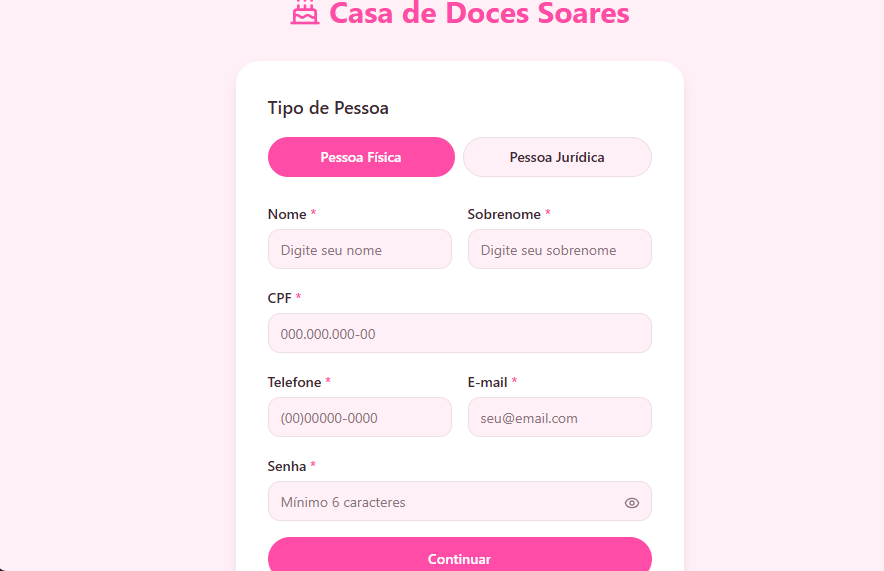 Casa de Doces Soares
Tipo de Pessoa
Pessoa Física Pessoa Jurídica
Nome * Sobrenome *
Digite seu nome Digite seu sobrenome
CPF *
000.000.000-00
Telefone * E-mail *
(00)00000-0000 seu@email.com
Senha *
Mínimo 6 caracteres
Continuar